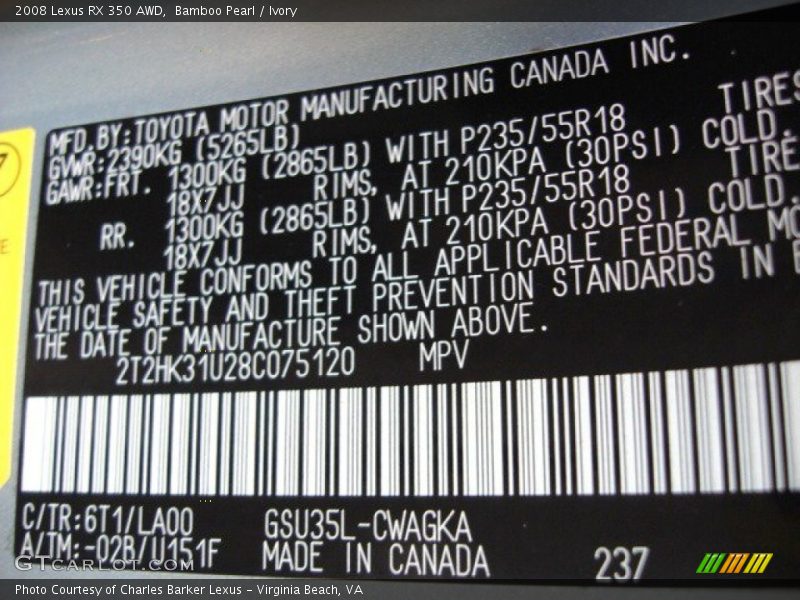 2008 Lexus RX 350 AWD,  Bamboo Pearl / Ivory
MFD.BY:TOYOTA MOTOR MANUFACTURING CANADA INC.
GVWR:2390KG (5265LB)
GAWR:FRT. 1300KG (2865LB) WITH P235/55R18 TIRES
18X7JJ RIMS, AT 210KPA (30PSI) COLD.
RR. 1300KG (2865LB) WITH P235/55R18 TIRE
18X7JJ RIMS, AT 210KPA (30PSI) COLD.
THIS VEHICLE CONFORMS TO ALL APPLICABLE FEDERAL MO
VEHICLE SAFETY AND THEFT PREVENTION STANDARDS IN
THE DATE OF MANUFACTURE SHOWN ABOVE.
2T2HK31U28C075120 MPV
C/TR:6T1/LA00 GSU35L-CWAGKA
A/TM:-02B/U151F MADE IN CANADA 237
GTCarLot.com
Photo Courtesy of Charles Barker Lexus - Virginia Beach, VA